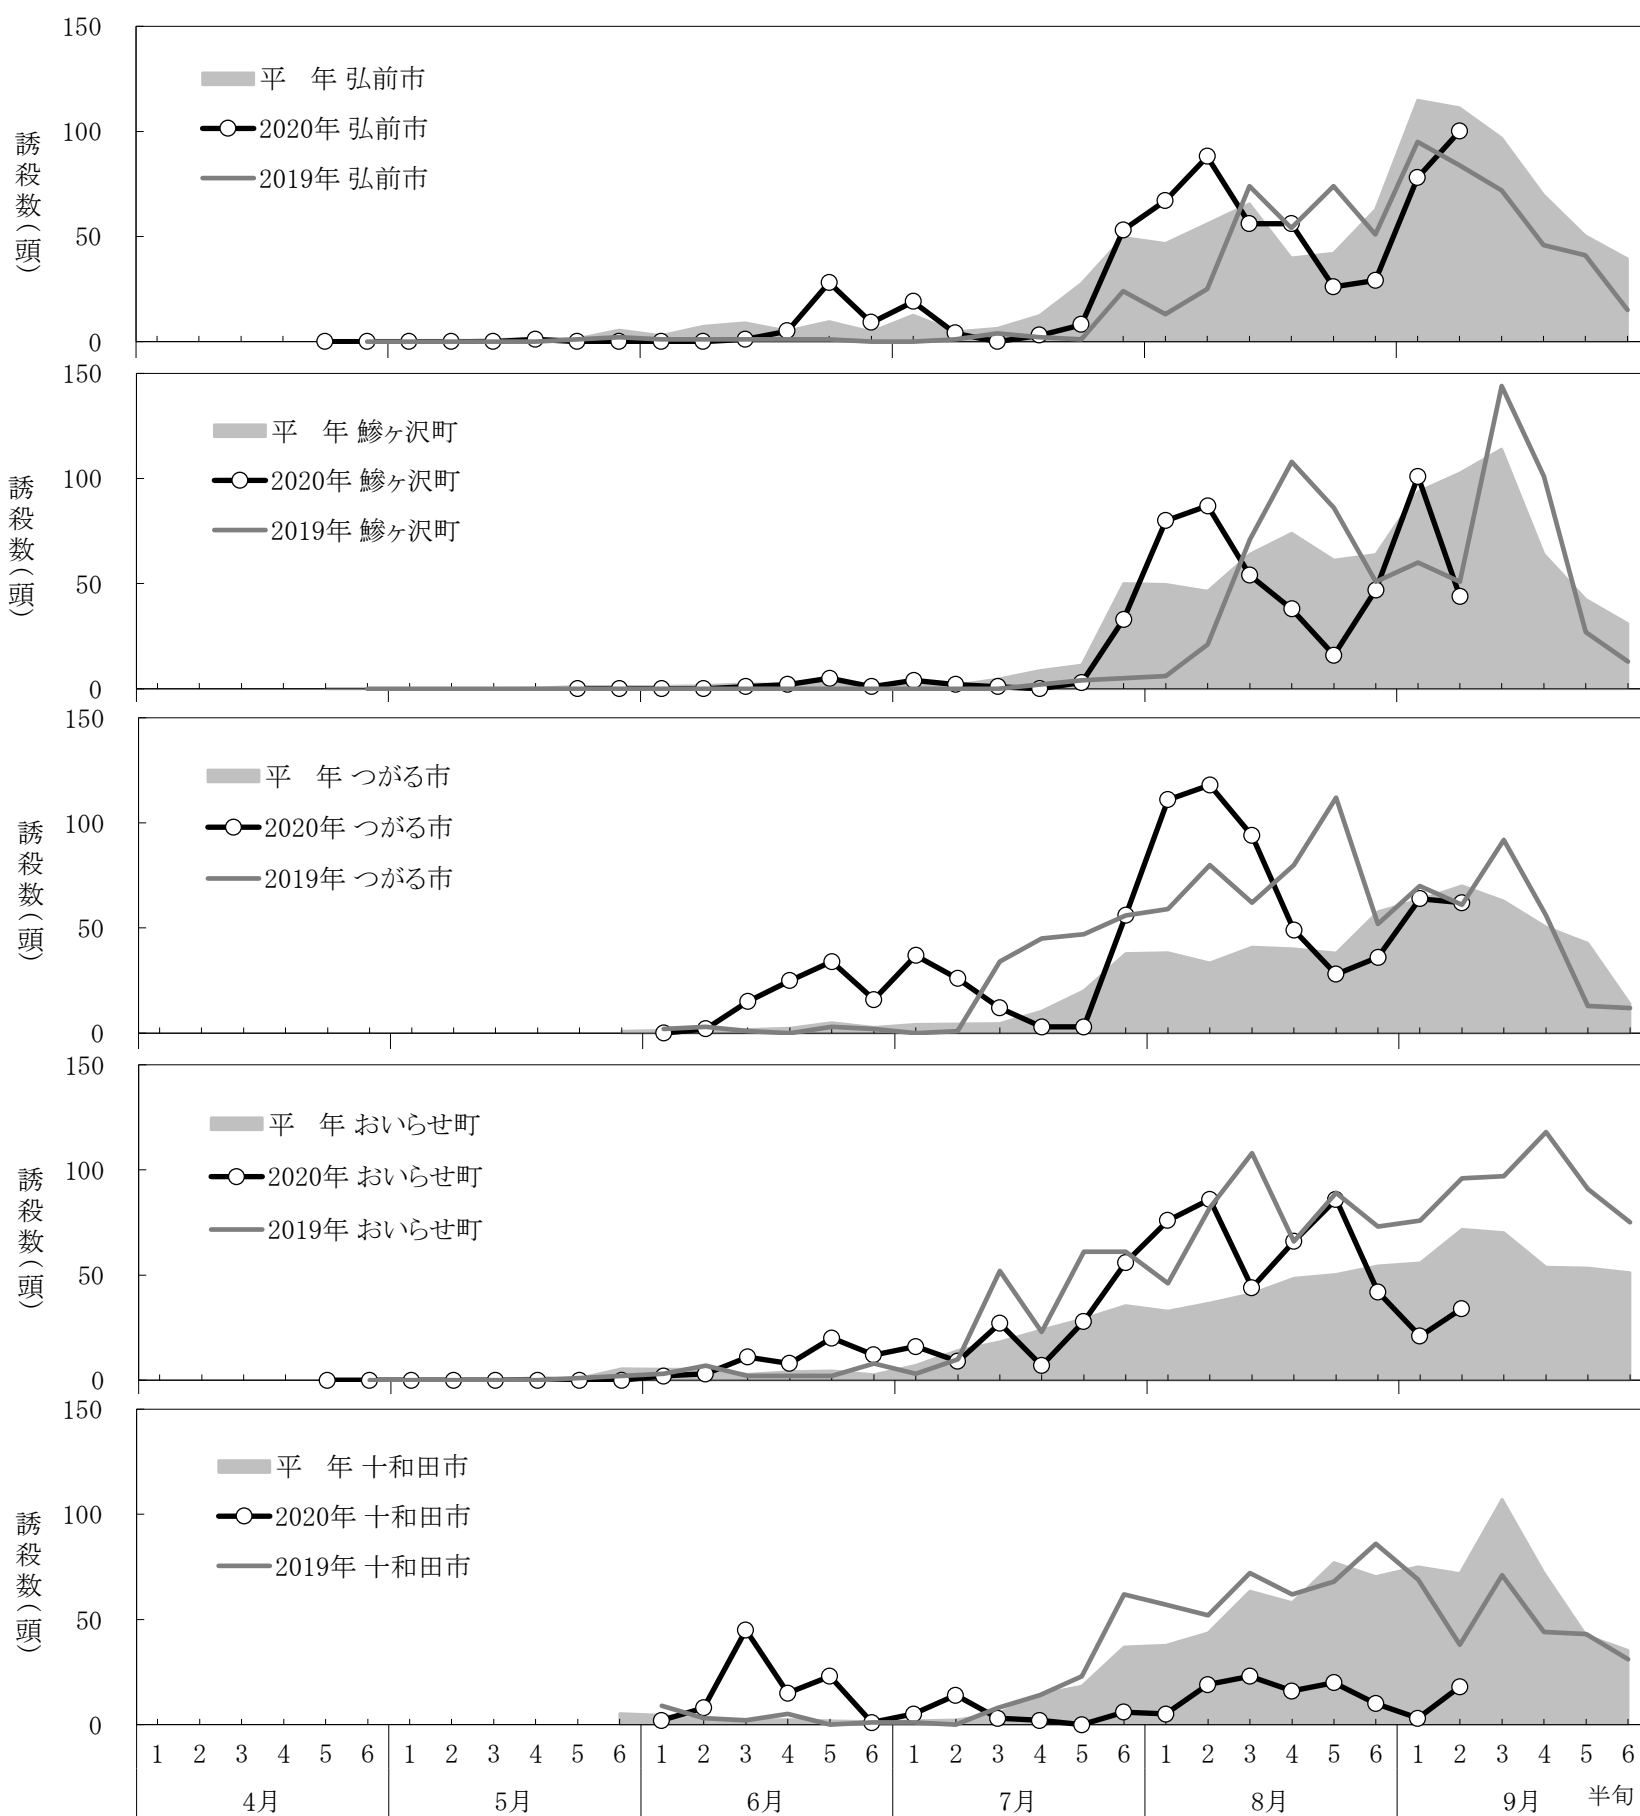 150
100
50
0
誘殺数(頭)
平　年 弘前市
2020年 弘前市
2019年 弘前市
150
100
50
0
誘殺数(頭)
平　年 鰺ヶ沢町
2020年 鰺ヶ沢町
2019年 鰺ヶ沢町
150
100
50
0
誘殺数(頭)
平　年 つがる市
2020年 つがる市
2019年 つがる市
150
100
50
0
誘殺数(頭)
平　年 おいらせ町
2020年 おいらせ町
2019年 おいらせ町
150
100
50
0
誘殺数(頭)
平　年 十和田市
2020年 十和田市
2019年 十和田市
1 2 3 4 5 6 1 2 3 4 5 6 1 2 3 4 5 6 1 2 3 4 5 6 1 2 3 4 5 6 1 2 3 4 5 6
4月 5月 6月 7月 8月 9月 半旬